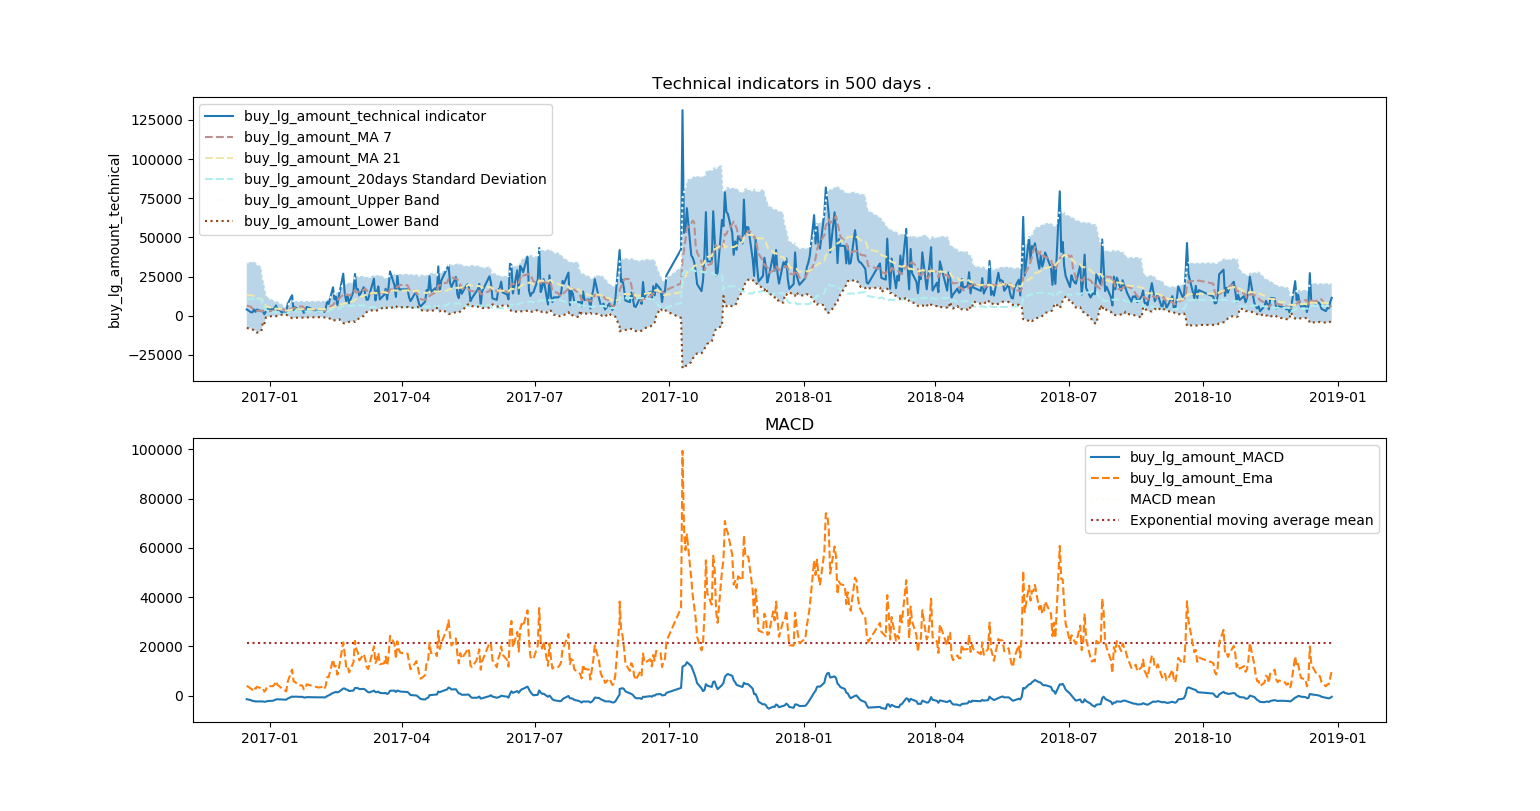 Technical indicators in 500 days .
buy_lg_amount_technical
125000
100000
75000
50000
25000
0
−25000
buy_lg_amount_technical indicator
buy_lg_amount_MA 7
buy_lg_amount_MA 21
buy_lg_amount_20days Standard Deviation
buy_lg_amount_Upper Band
buy_lg_amount_Lower Band
2017-01 2017-04 2017-07 2017-10 2018-01 2018-04 2018-07 2018-10 2019-01
MACD
100000
80000
60000
40000
20000
0
buy_lg_amount_MACD
buy_lg_amount_Ema
MACD mean
Exponential moving average mean
2017-01 2017-04 2017-07 2017-10 2018-01 2018-04 2018-07 2018-10 2019-01